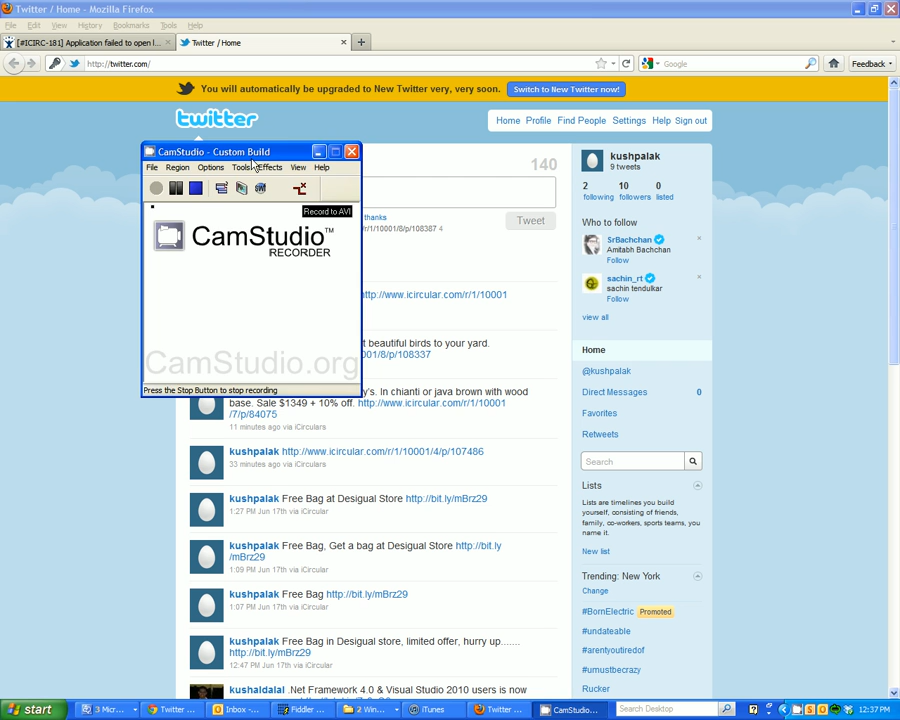 Twitter / Home - Mozilla Firefox
File Edit View History Bookmarks Tools Help
[#ICIRC-181] Application failed to open l...
Twitter / Home
http://twitter.com/
Google
Feedback
You will automatically be upgraded to New Twitter very, very soon. Switch to New Twitter now!
twitter
Home Profile Find People Settings Help Sign out
CamStudio - Custom Build
File Region Options Tools Effects View Help
Record to AVI
CamStudio™
RECORDER
CamStudio.org
Press the Stop Button to stop recording
140
thanks
r/1/10001/8/p/108387 4
Tweet
http://www.icircular.com/r/1/10001
t beautiful birds to your yard.
01/8/p/108337
y's. In chianti or java brown with wood
base. Sale $1349 + 10% off. http://www.icircular.com/r/1/10001
/7/p/84075
11 minutes ago via iCirculars
kushpalak http://www.icircular.com/r/1/10001/4/p/107486
33 minutes ago via iCirculars
kushpalak Free Bag at Desigual Store http://bit.ly/mBrz29
1:27 PM Jun 17th via iCircular
kushpalak Free Bag, Get a bag at Desigual Store http://bit.ly
/mBrz29
1:09 PM Jun 17th via iCircular
kushpalak Free Bag http://bit.ly/mBrz29
1:07 PM Jun 17th via iCircular
kushpalak Free Bag in Desigual store, limited offer, hurry up.......
http://bit.ly/mBrz29
12:47 PM Jun 17th via iCircular
kushaldalal .Net Framework 4.0 & Visual Studio 2010 users is now
kushpalak
9 tweets
2 10 0
following followers listed
Who to follow
SrBachchan
Amitabh Bachchan
Follow
sachin_rt
sachin tendulkar
Follow
view all
Home
@kushpalak
Direct Messages 0
Favorites
Retweets
Search
Lists
Lists are timelines you build
yourself, consisting of friends,
family, co-workers, sports teams, you
name it.
New list
Trending: New York
Change
#BornElectric Promoted
#undateable
#arentyoutiredof
#umustbecrazy
Rucker
start
3 Micr...
Twitter ...
Inbox - ...
Fiddler ...
2 Win...
iTunes
Twitter ...
CamStudio...
Search Desktop
12:37 PM